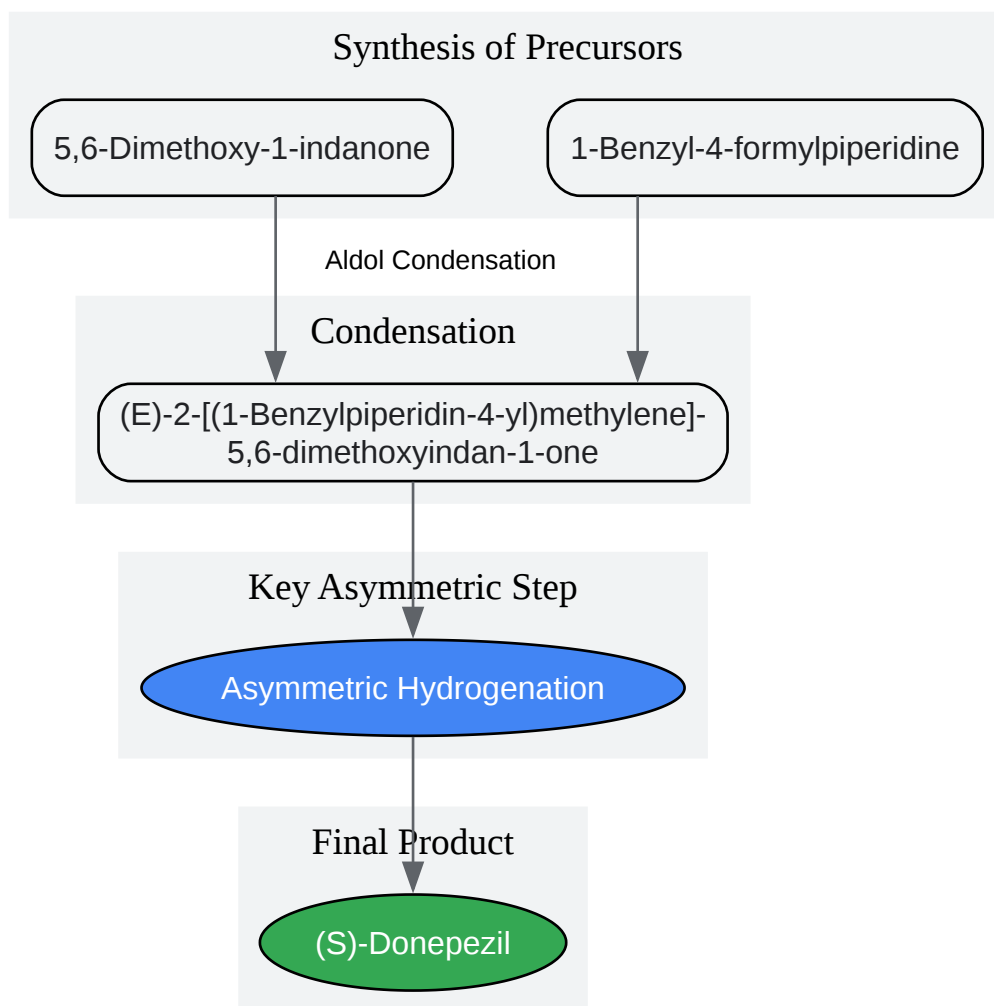 Synthesis of Precursors
5,6-Dimethoxy-1-indanone
1-Benzyl-4-formylpiperidine
Aldol Condensation
Condensation
(E)-2-[(1-Benzylpiperidin-4-yl)methylene]-
5,6-dimethoxyindan-1-one
Key Asymmetric Step
Asymmetric Hydrogenation
Final Product
(S)-Donepezil